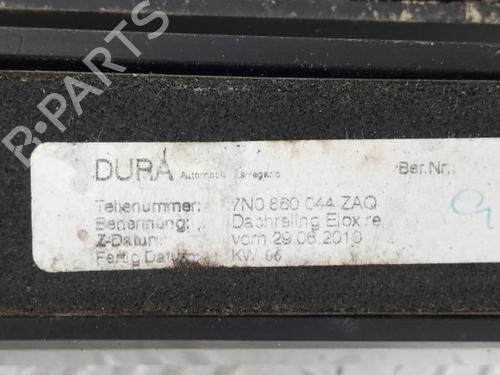 B-PARTS
DURA Ber.Nr.:
Teilenummer: 7N0 860 044 ZAQ
Benennung: Dachreling Eloxre
Z-Datum: vom 29.06.2010
Fertig.Datum: KW 06